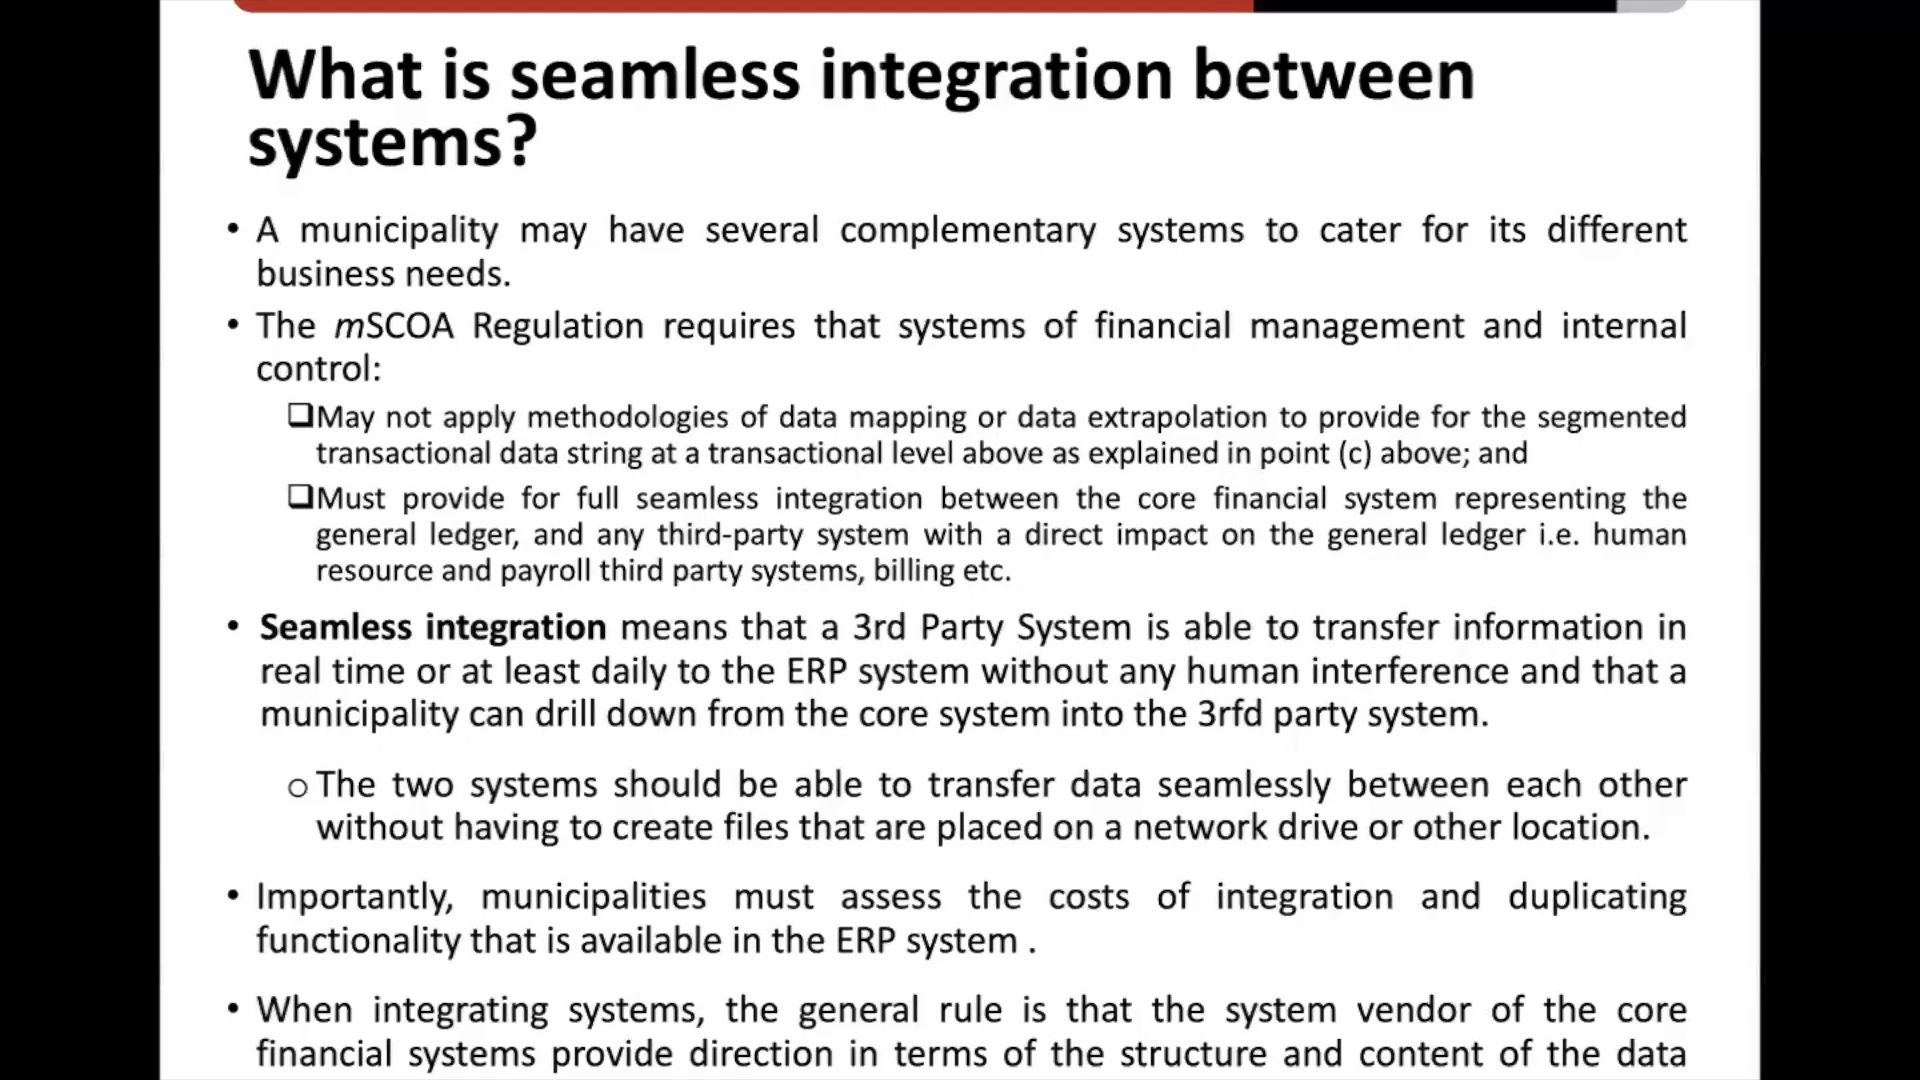 What is seamless integration between
systems?
• A municipality may have several complementary systems to cater for its different
business needs.
• The mSCOA Regulation requires that systems of financial management and internal
control:
❑May not apply methodologies of data mapping or data extrapolation to provide for the segmented
transactional data string at a transactional level above as explained in point (c) above; and
❑Must provide for full seamless integration between the core financial system representing the
general ledger, and any third-party system with a direct impact on the general ledger i.e. human
resource and payroll third party systems, billing etc.
• Seamless integration means that a 3rd Party System is able to transfer information in
real time or at least daily to the ERP system without any human interference and that a
municipality can drill down from the core system into the 3rfd party system.
o The two systems should be able to transfer data seamlessly between each other
without having to create files that are placed on a network drive or other location.
• Importantly, municipalities must assess the costs of integration and duplicating
functionality that is available in the ERP system .
• When integrating systems, the general rule is that the system vendor of the core
financial systems provide direction in terms of the structure and content of the data